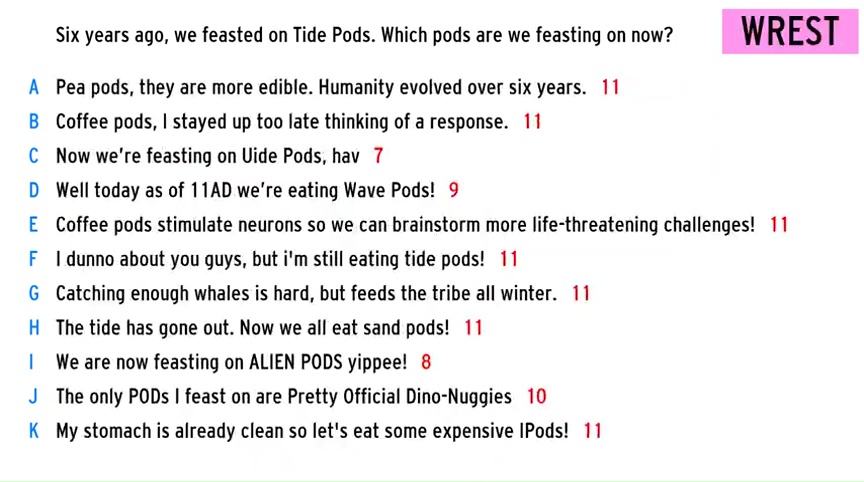 Six years ago, we feasted on Tide Pods. Which pods are we feasting on now?
WREST
A Pea pods, they are more edible. Humanity evolved over six years. 11
B Coffee pods, I stayed up too late thinking of a response. 11
C Now we're feasting on Uide Pods, hav 7
D Well today as of 11AD we're eating Wave Pods! 9
E Coffee pods stimulate neurons so we can brainstorm more life-threatening challenges! 11
F I dunno about you guys, but i'm still eating tide pods! 11
G Catching enough whales is hard, but feeds the tribe all winter. 11
H The tide has gone out. Now we all eat sand pods! 11
I We are now feasting on ALIEN PODS yippee! 8
J The only PODs I feast on are Pretty Official Dino-Nuggies 10
K My stomach is already clean so let's eat some expensive IPods! 11